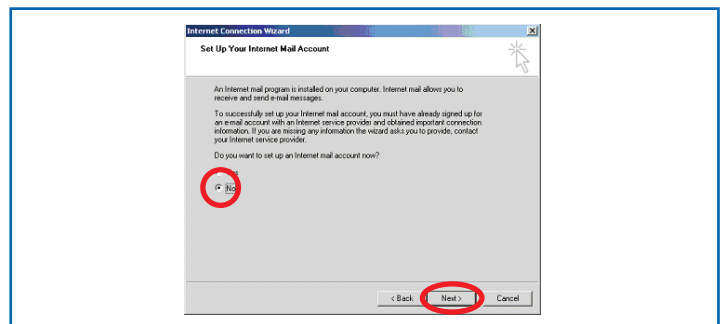 Internet Connection Wizard
Set Up Your Internet Mail Account
An Internet mail program is installed on your computer. Internet mail allows you to
receive and send e-mail messages.
To successfully set up your Internet mail account, you must have already signed up for
an e-mail account with an Internet service provider and obtained important connection
information. If you are missing any information the wizard asks you to provide, contact
your Internet service provider.
Do you want to set up an Internet mail account now?
Yes
No
< Back
Next >
Cancel